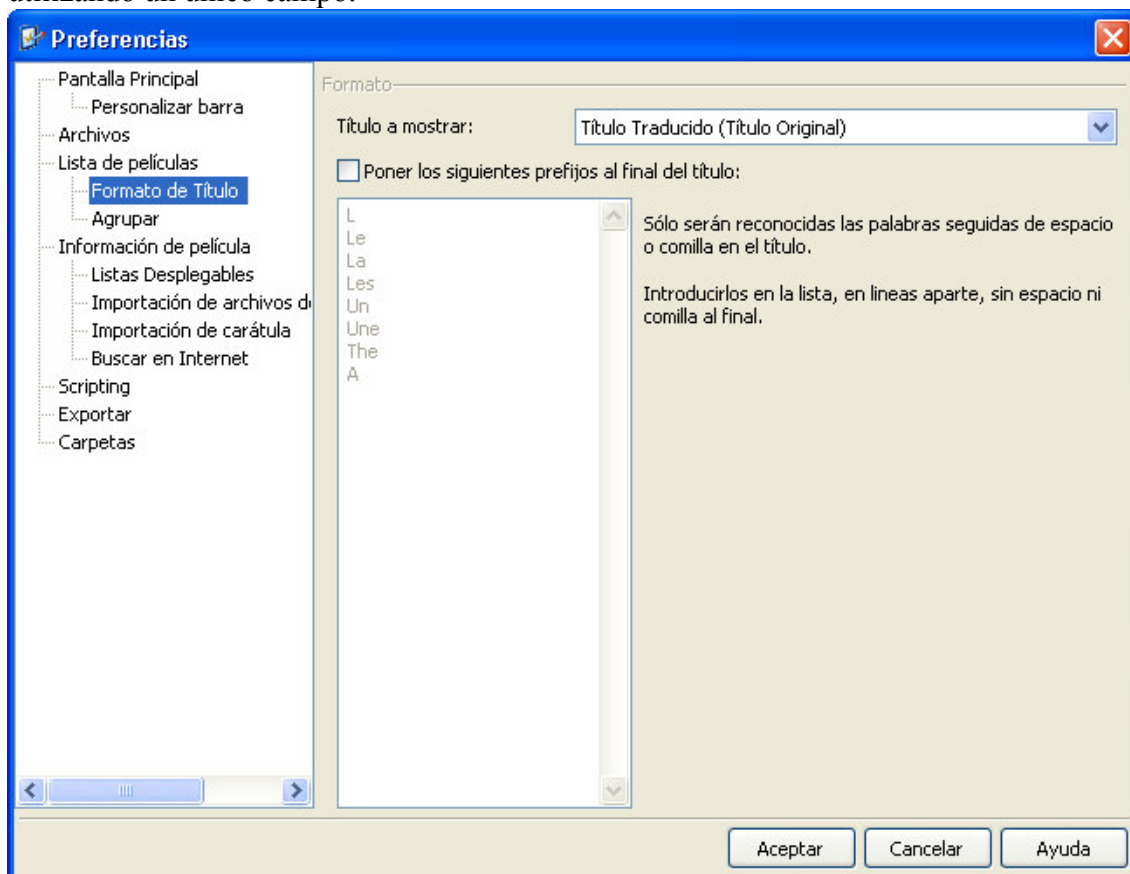 utilizando un único campo.
Preferencias
Pantalla Principal
Personalizar barra
Archivos
Lista de películas
Formato de Título
Agrupar
Información de película
Listas Desplegables
Importación de archivos d
Importación de carátula
Buscar en Internet
Scripting
Exportar
Carpetas
Formato
Título a mostrar:
Título Traducido (Título Original)
Poner los siguientes prefijos al final del título:
L
Le
La
Les
Un
Une
The
A
Sólo serán reconocidas las palabras seguidas de espacio
o comilla en el título.
Introducirlos en la lista, en lineas aparte, sin espacio ni
comilla al final.
Aceptar
Cancelar
Ayuda